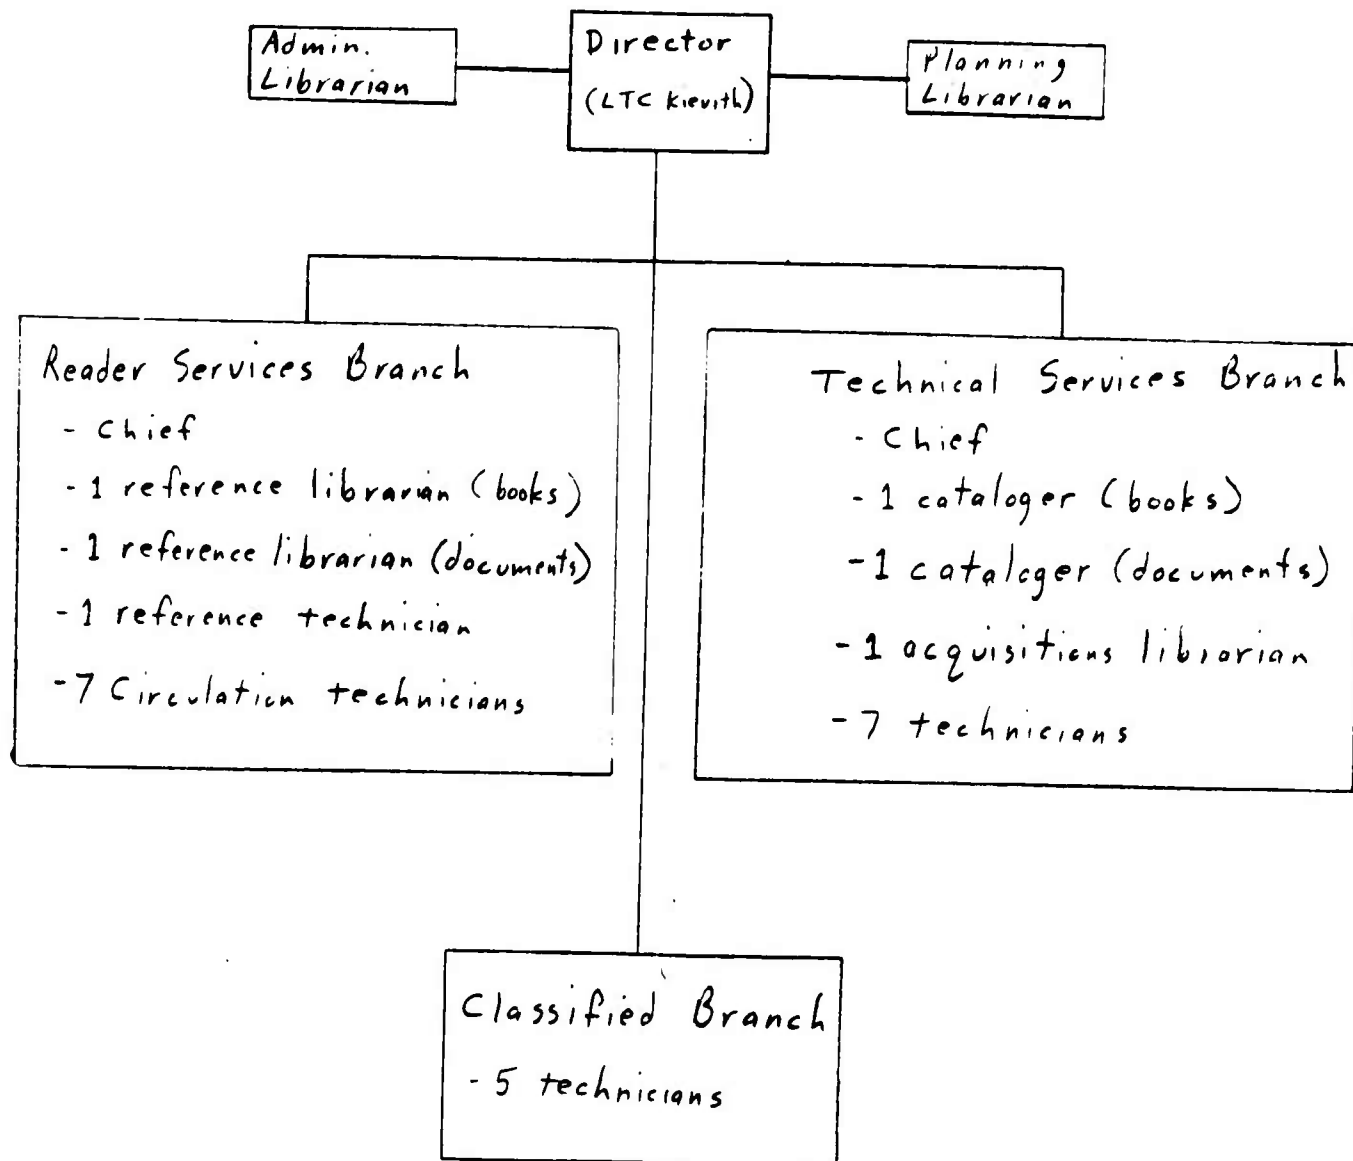 Admin.
Librarian
Director
(LTC Kievith)
Planning
Librarian
Reader Services Branch
- Chief
- 1 reference librarian (books)
- 1 reference librarian (documents)
- 1 reference technician
- 7 Circulation technicians
Technical Services Branch
- Chief
- 1 cataloger (books)
- 1 cataloger (documents)
- 1 acquisitions librarian
- 7 technicians
Classified Branch
- 5 technicians